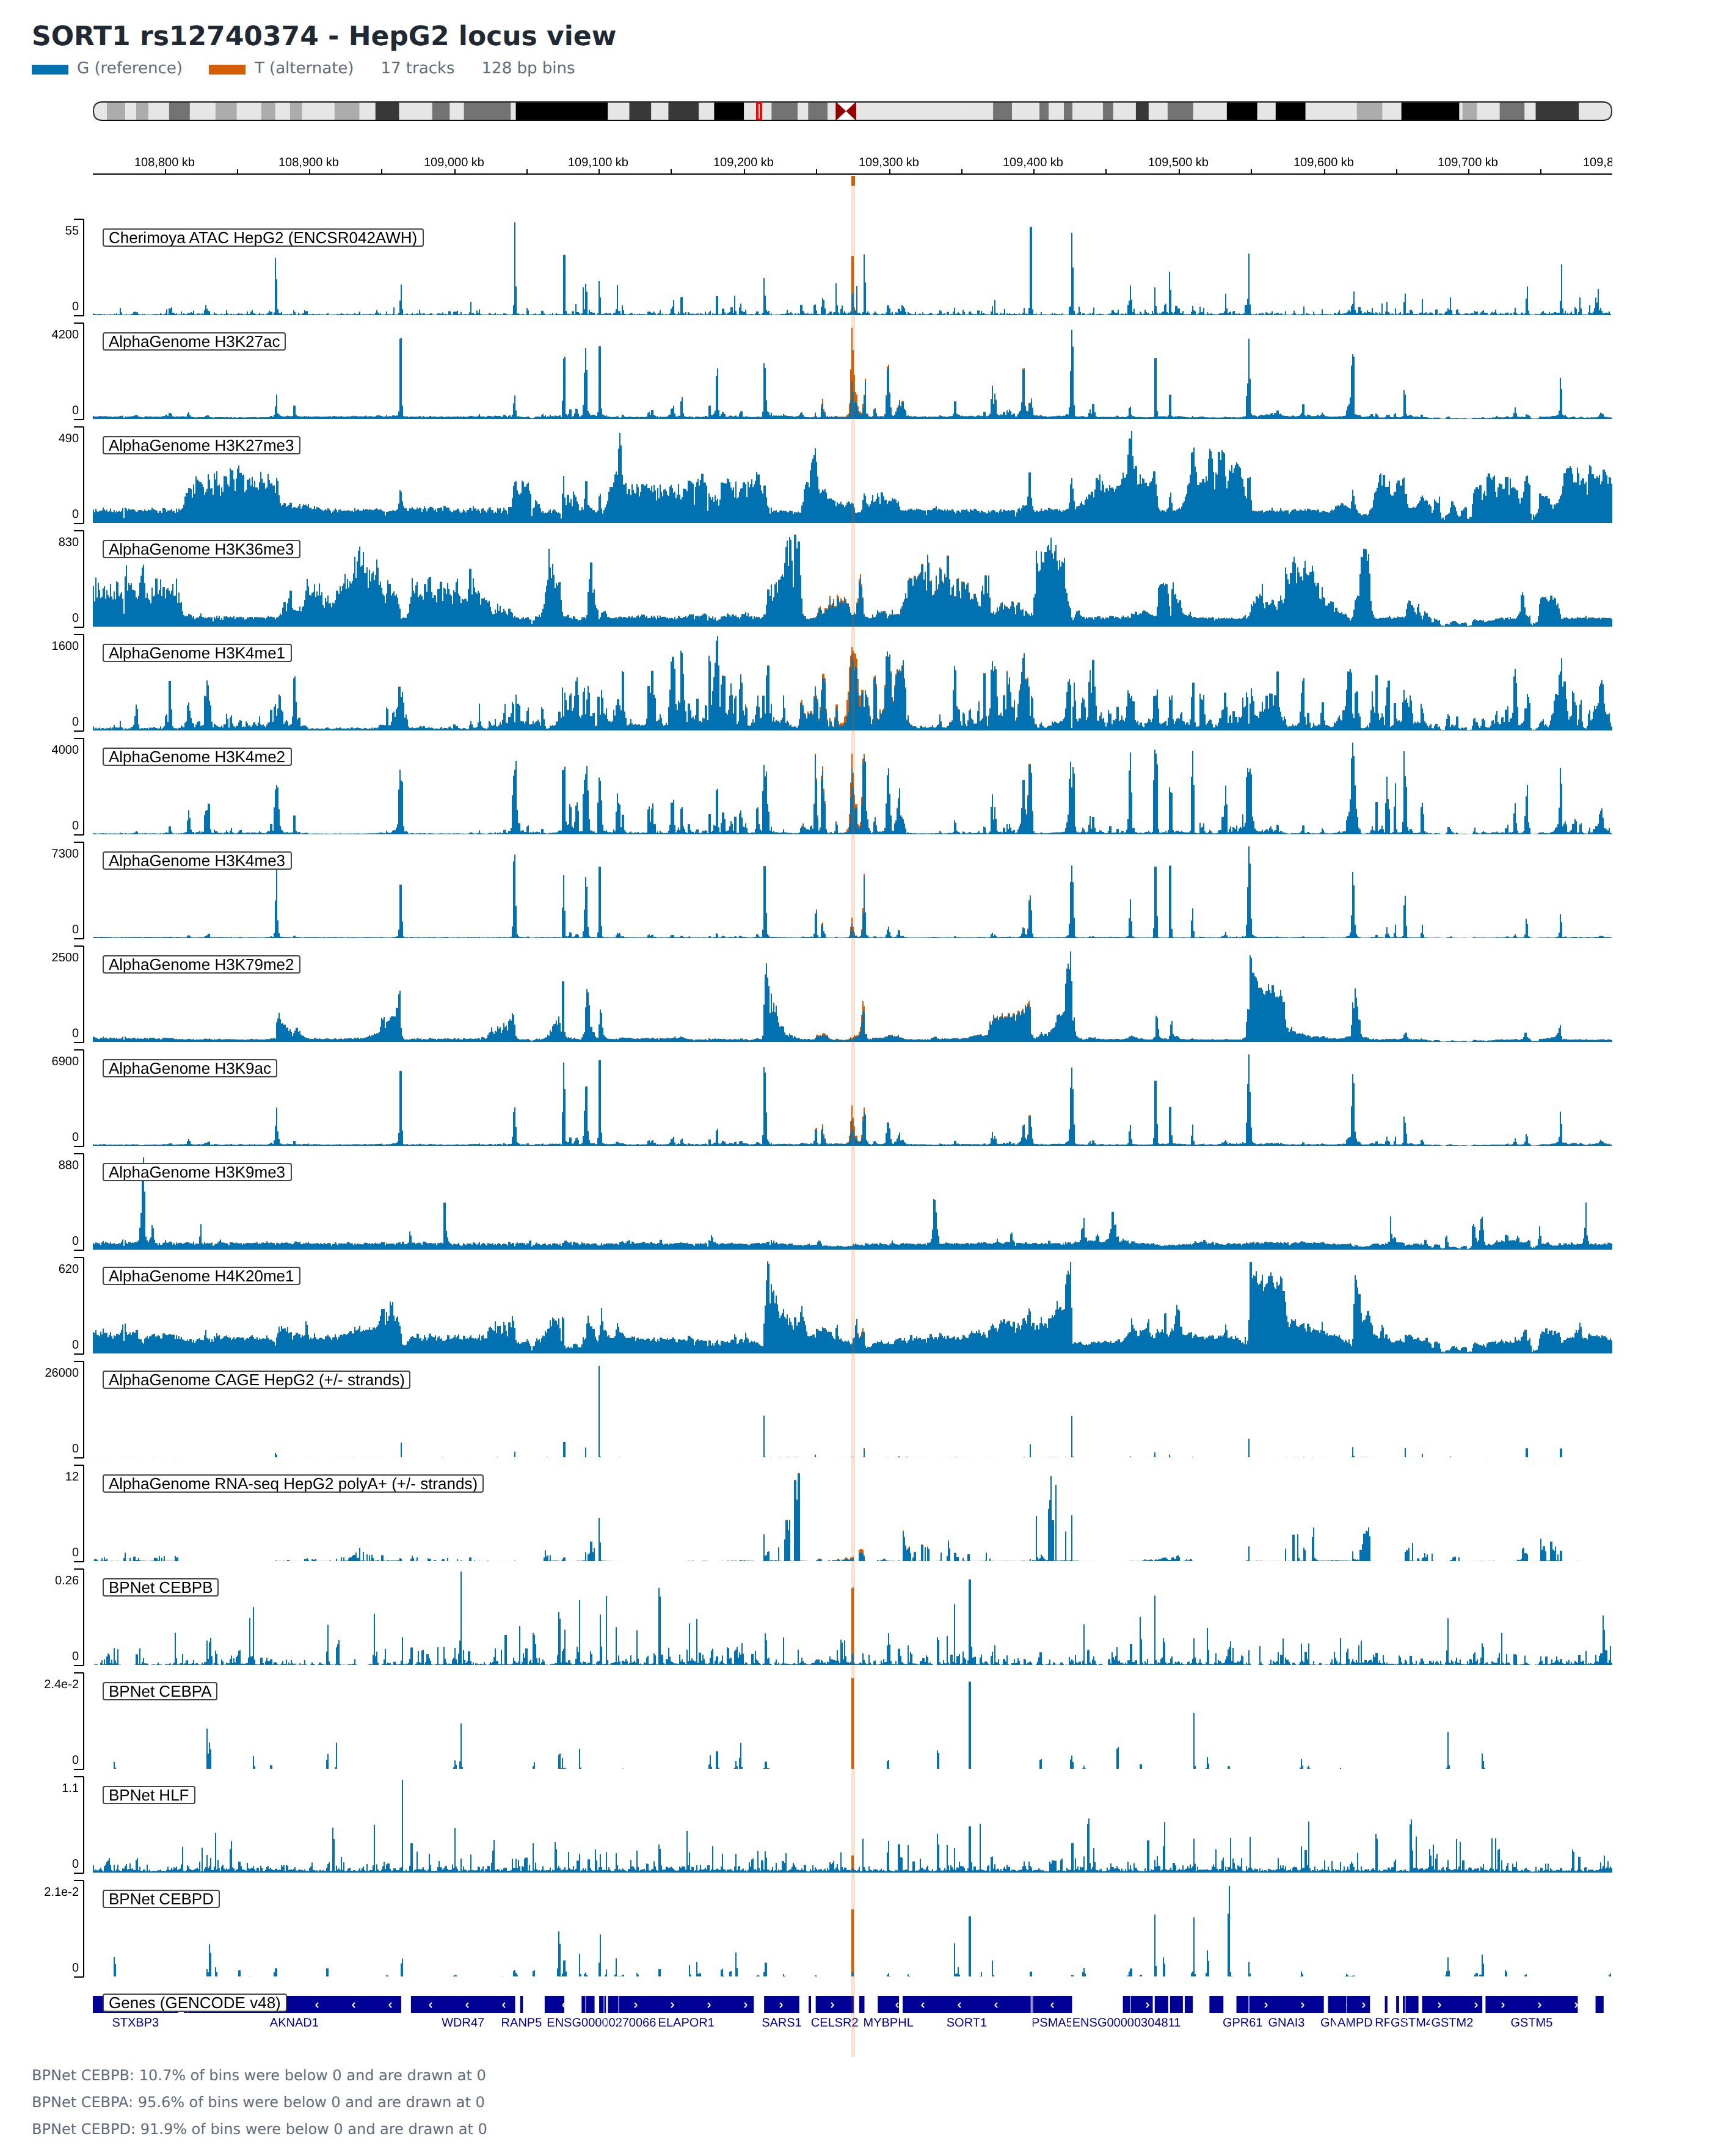 SORT1 rs12740374 - HepG2 locus view
G (reference) T (alternate) 17 tracks 128 bp bins
108,800 kb 108,900 kb 109,000 kb 109,100 kb 109,200 kb 109,300 kb 109,400 kb 109,500 kb 109,600 kb 109,700 kb 109,8
55
Cherimoya ATAC HepG2 (ENCSR042AWH)
0
4200
AlphaGenome H3K27ac
0
490
AlphaGenome H3K27me3
0
830
AlphaGenome H3K36me3
0
1600
AlphaGenome H3K4me1
0
4000
AlphaGenome H3K4me2
0
7300
AlphaGenome H3K4me3
0
2500
AlphaGenome H3K79me2
0
6900
AlphaGenome H3K9ac
0
880
AlphaGenome H3K9me3
0
620
AlphaGenome H4K20me1
0
26000
AlphaGenome CAGE HepG2 (+/- strands)
0
12
AlphaGenome RNA-seq HepG2 polyA+ (+/- strands)
0
0.26
BPNet CEBPB
0
2.4e-2
BPNet CEBPA
0
1.1
BPNet HLF
0
2.1e-2
BPNet CEBPD
0
Genes (GENCODE v48)
STXBP3 AKNAD1 WDR47 RANP5 ENSG00000270066 ELAPOR1 SARS1 CELSR2 MYBPHL SORT1 PSMA5 ENSG00000304811 GPR61 GNAI3 AMPD GSTM4 GSTM2 GSTM5
BPNet CEBPB: 10.7% of bins were below 0 and are drawn at 0
BPNet CEBPA: 95.6% of bins were below 0 and are drawn at 0
BPNet CEBPD: 91.9% of bins were below 0 and are drawn at 0